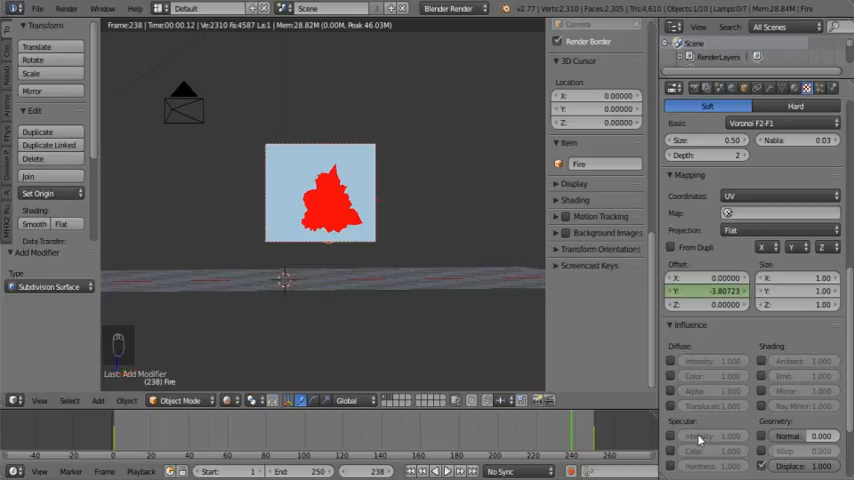 File Render Window Help Default Scene Blender Render v2.77 | Verts:2,310 | Faces:2,305 | Tris:4,610 | Objects:1/10 | Lamps:0/7 | Mem:28.84M | Fire
Frame:238 | Time:00:00.12 | Ve:2310 Fa:4587 La:1 | Mem:28.82M (0.00M, Peak 46.03M)
View Search All Scenes
Scene
RenderLayers
Transform
Translate
Rotate
Scale
Mirror
Edit
Duplicate
Duplicate Linked
Delete
Join
Set Origin
Shading:
Smooth Flat
Data Transfer:
Add Modifier
Type
Subdivision Surface
Last: Add Modifier
(238) Fire
Camera
Render Border
3D Cursor
Location:
X: 0.00000
Y: 0.00000
Z: 0.00000
Item
Fire
Display
Shading
Motion Tracking
Background Images
Transform Orientations
Screencast Keys
Soft Hard
Basis: Voronoi F2-F1
Size: 0.50 Nabla: 0.03
Depth: 2
Mapping
Coordinates: UV
Map:
Projection: Flat
From Dupli X Y Z
Offset: Size:
X: 0.00000 X: 1.00
Y: -3.80723 Y: 1.00
Z: 0.00000 Z: 1.00
Influence
Diffuse: Shading:
Intensity: 1.000 Ambient: 1.000
Color: 1.000 Emit: 1.000
Alpha: 1.000 Mirror: 1.000
Translucen: 1.000 Ray Mirror: 1.000
Specular: Geometry:
Intensity: 1.000 Normal: 0.000
Color: 1.000 Warp: 0.000
Hardness: 1.000 Displace: 1.000
View Select Add Object Object Mode Global
-40 -20 0 20 40 60 80 100 120 140 160 180 200 220 240 260 280
View Marker Frame Playback Start: 1 End: 250 238 No Sync